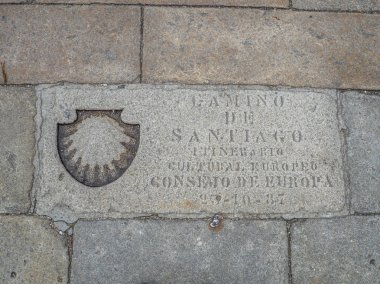 CAMINO
DE
SANTIAGO
ITINERARIO
CULTURAL EUROPEO
CONSEJO DE EUROPA
23-10-87